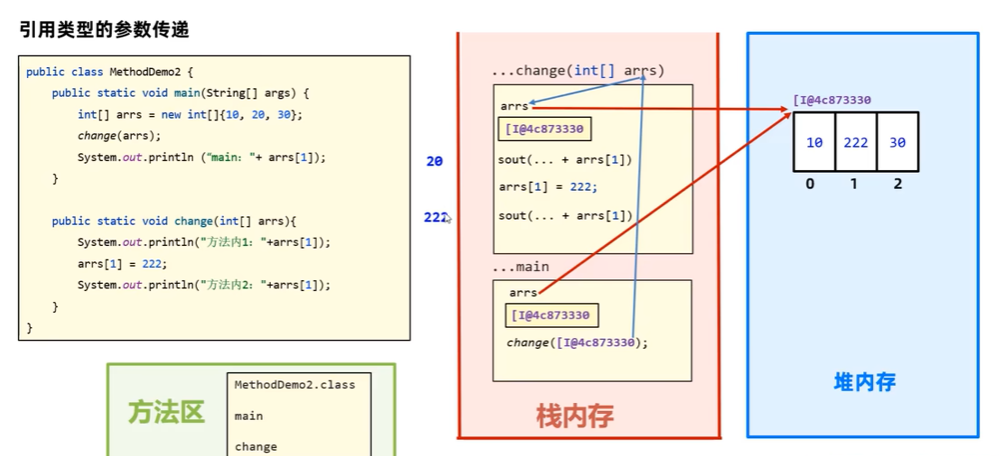 引用类型的参数传递
public class MethodDemo2 {
public static void main(String[] args) {
int[] arrs = new int[]{10, 20, 30};
change(arrs);
System.out.println ("main："+ arrs[1]);
}
public static void change(int[] arrs){
System.out.println("方法内1："+arrs[1]);
arrs[1] = 222;
System.out.println("方法内2："+arrs[1]);
}
}
方法区
MethodDemo2.class
main
change
20
222
...change(int[] arrs)
arrs
[I@4c873330
sout(... + arrs[1])
arrs[1] = 222;
sout(... + arrs[1])
...main
arrs
[I@4c873330
change([I@4c873330);
栈内存
[I@4c873330
10 222 30
0 1 2
堆内存